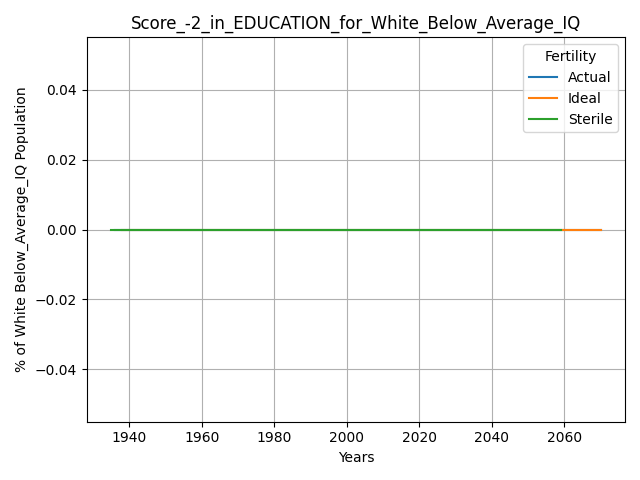 Score_-2_in_EDUCATION_for_White_Below_Average_IQ
Fertility
Actual
Ideal
Sterile
% of White Below_Average_IQ Population
0.04
0.02
0.00
−0.02
−0.04
1940 1960 1980 2000 2020 2040 2060
Years